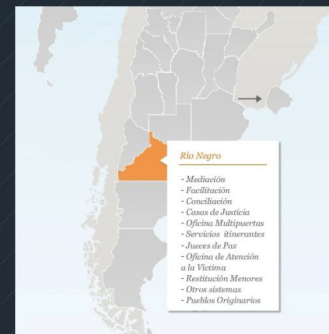 Río Negro
- Mediación
- Facilitación
- Conciliación
- Casas de Justicia
- Oficina Multipuertas
- Servicios itinerantes
- Jueces de Paz
- Oficina de Atención
a la Victima
- Restitución Menores
- Otros sistemas
- Pueblos Originarios